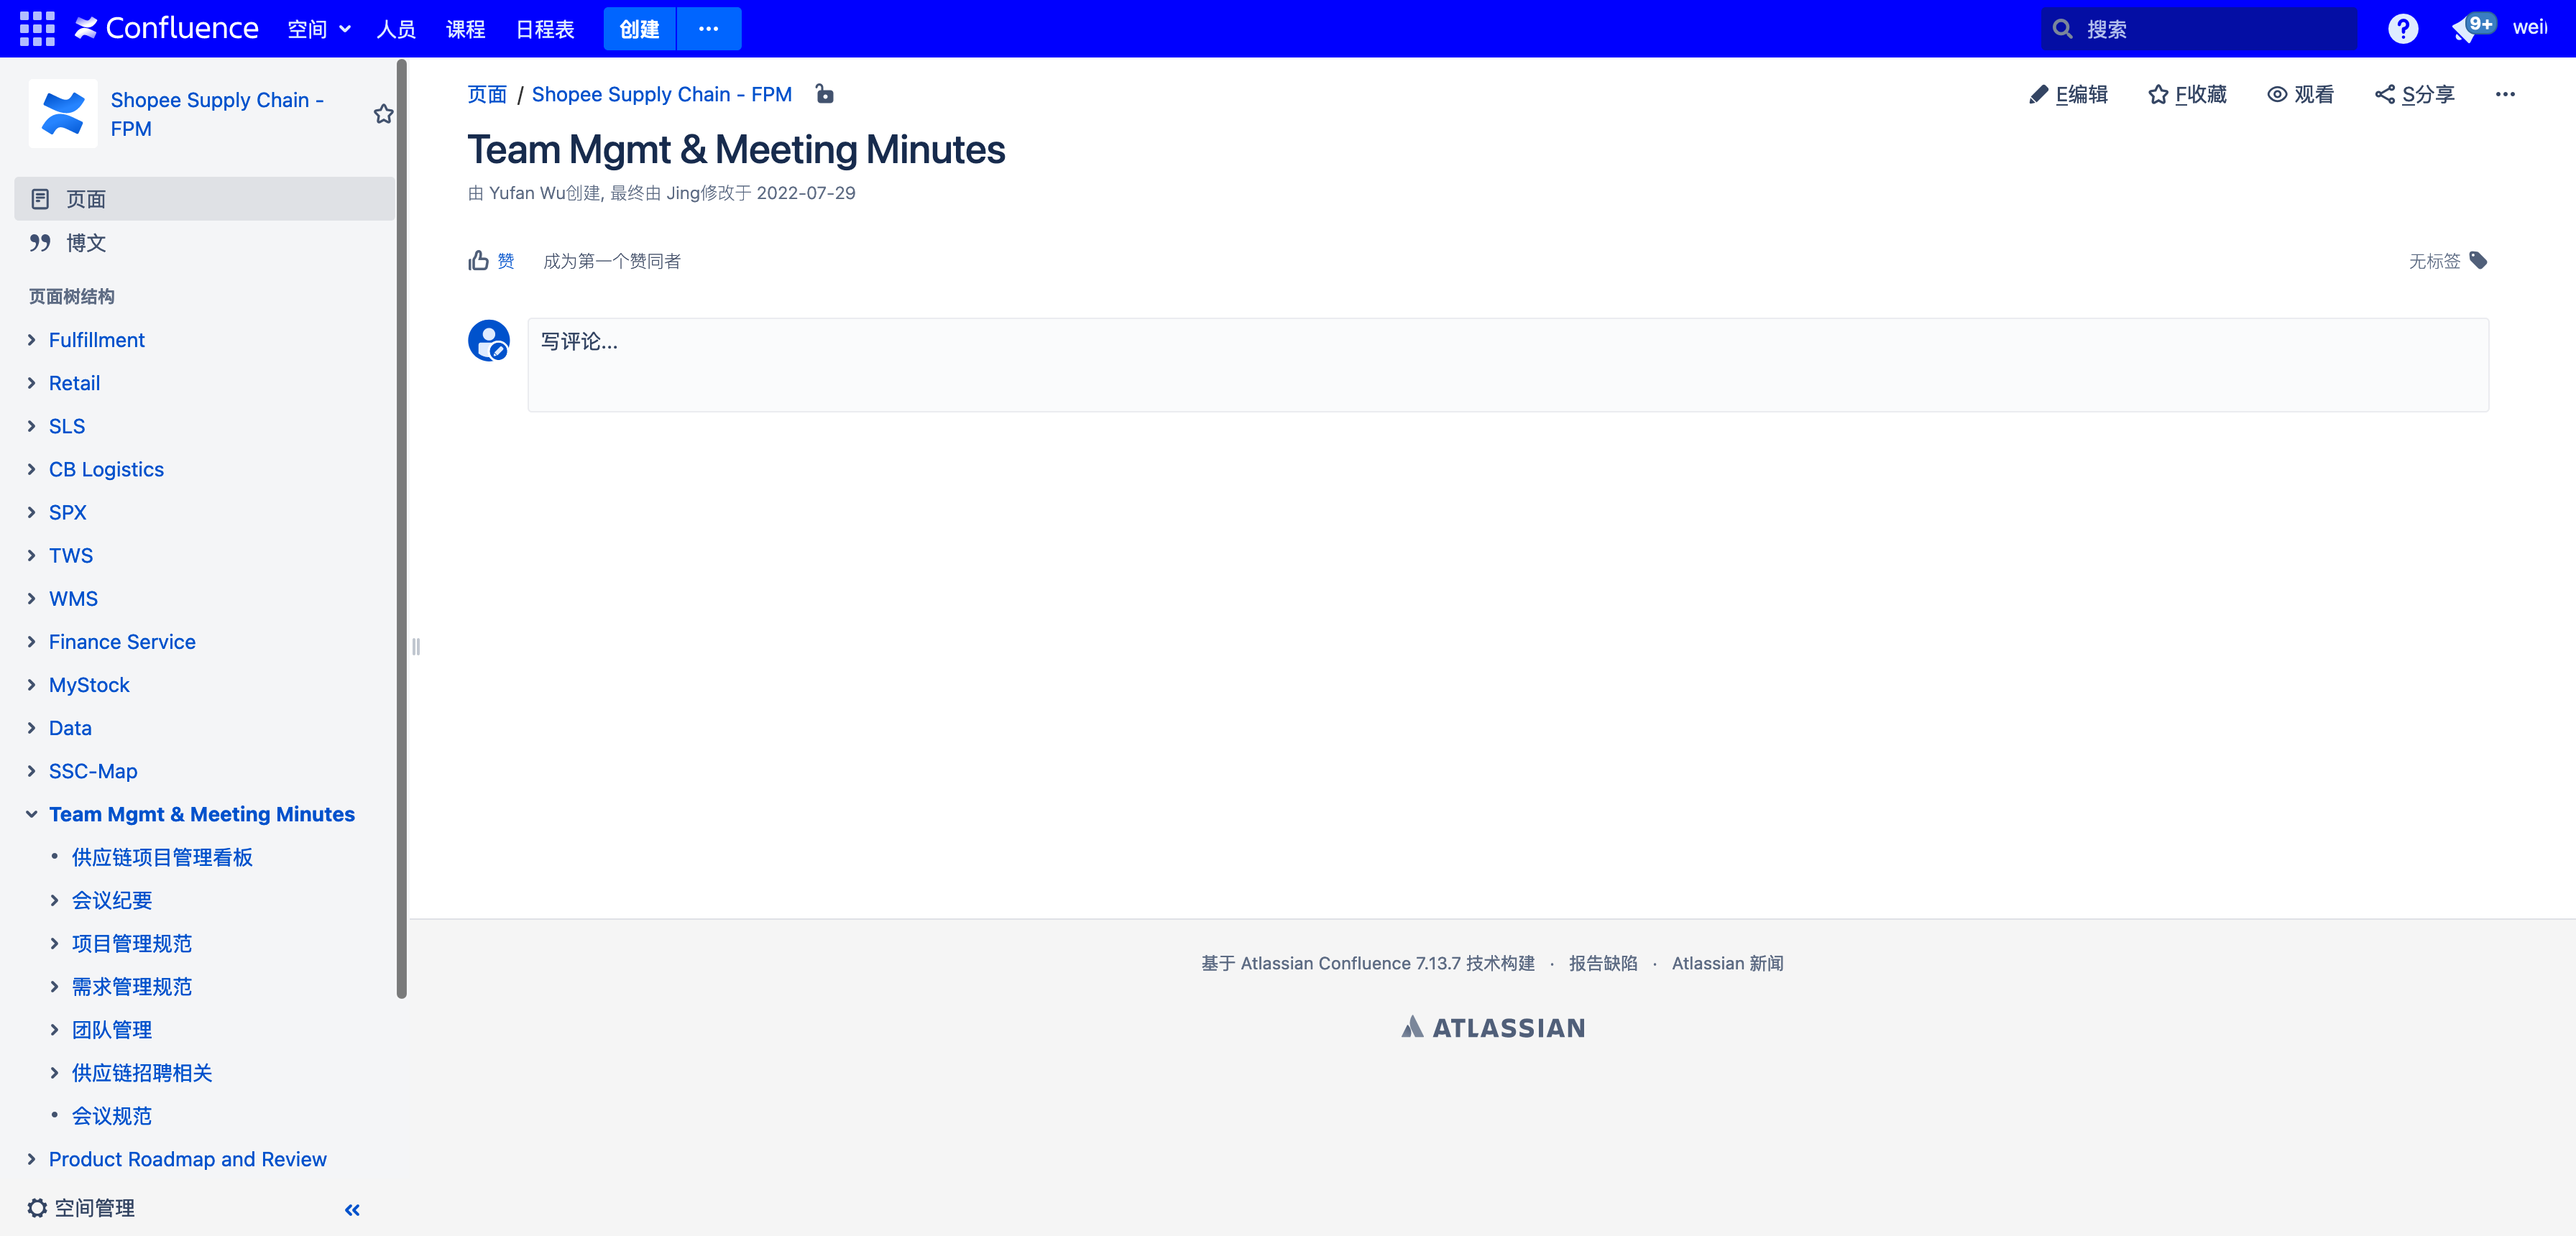 Confluence 空间 人员 课程 日程表 创建 ··· 搜索 ? 9+
Shopee Supply Chain -
FPM
页面
博文
页面树结构
Fulfillment
Retail
SLS
CB Logistics
SPX
TWS
WMS
Finance Service
MyStock
Data
SSC-Map
Team Mgmt & Meeting Minutes
• 供应链项目管理看板
会议纪要
项目管理规范
需求管理规范
团队管理
供应链招聘相关
• 会议规范
Product Roadmap and Review
空间管理 «
页面 / Shopee Supply Chain - FPM
E编辑 F收藏 观看 S分享 ···
Team Mgmt & Meeting Minutes
由 Yufan Wu创建, 最终由 Jing修改于 2022-07-29
赞 成为第一个赞同者 无标签
写评论...
基于 Atlassian Confluence 7.13.7 技术构建 · 报告缺陷 · Atlassian 新闻
ATLASSIAN